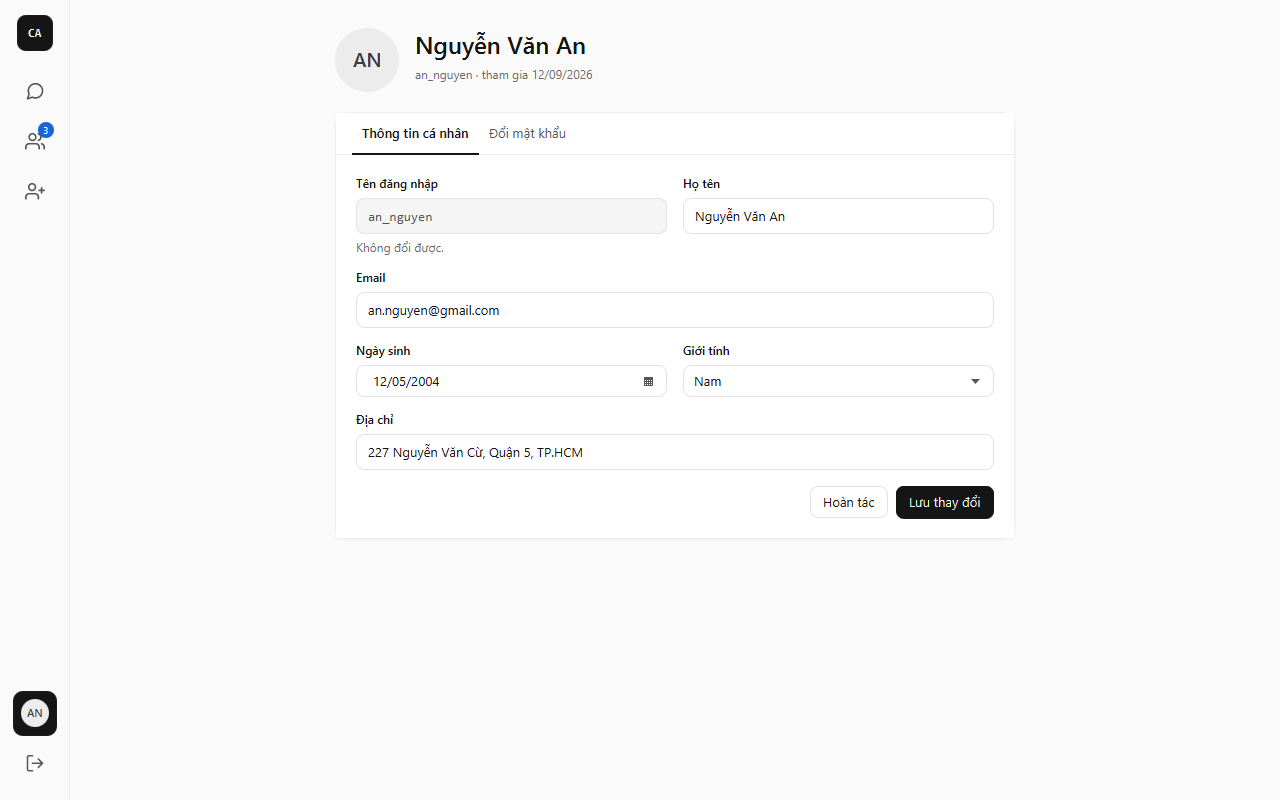 CA
3
AN
Nguyễn Văn An
an_nguyen · tham gia 12/09/2026
Thông tin cá nhân Đổi mật khẩu
Tên đăng nhập Họ tên
an_nguyen Nguyễn Văn An
Không đổi được.
Email
an.nguyen@gmail.com
Ngày sinh Giới tính
12/05/2004 Nam
Địa chỉ
227 Nguyễn Văn Cừ, Quận 5, TP.HCM
Hoàn tác Lưu thay đổi
AN